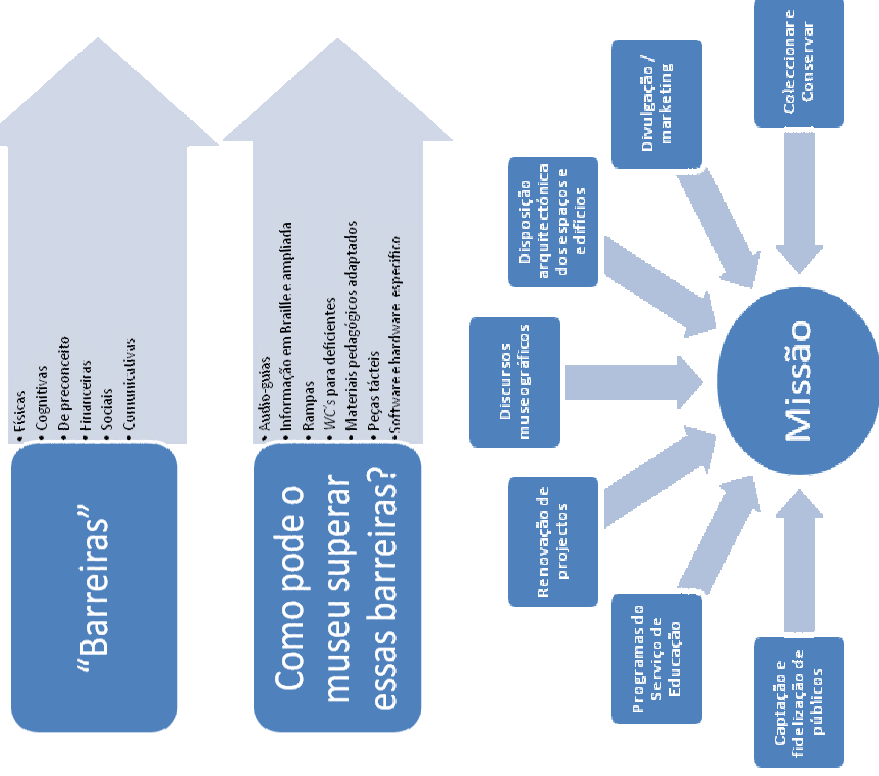 “Barreiras”
• Físicas
• Cognitivas
• De preconceito
• Financeiras
• Sociais
• Comunicativas
Como pode o
museu superar
essas barreiras?
• Audio-guias
• Informação em Braille e ampliada
• Rampas
• WC’s para deficientes
• Materiais pedagógicos adaptados
• Peças tácteis
• Software e hardware específico
Captação e
fidelização de
públicos
Programas do
Serviço de
Educação
Renovação de
projectos
Discursos
museográficos
Disposição
arquitectónica
dos espaços e
edifícios
Divulgação /
marketing
Coleccionar e
Conservar
Missão